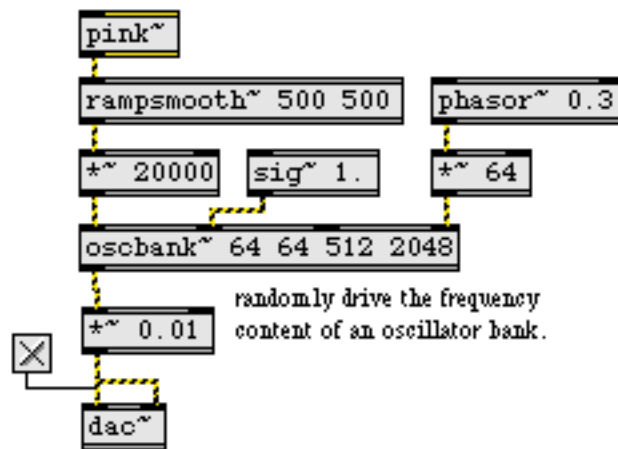 pink~
rampsmooth~ 500 500
phasor~ 0.3
*~ 20000
sig~ 1.
*~ 64
oscbank~ 64 64 512 2048
randomly drive the frequency
content of an oscillator bank.
*~ 0.01
dac~